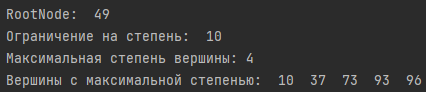 RootNode:  49
Ограничение на степень:  10
Максимальная степень вершины: 4
Вершины с максимальной степенью:  10  37  73  93  96